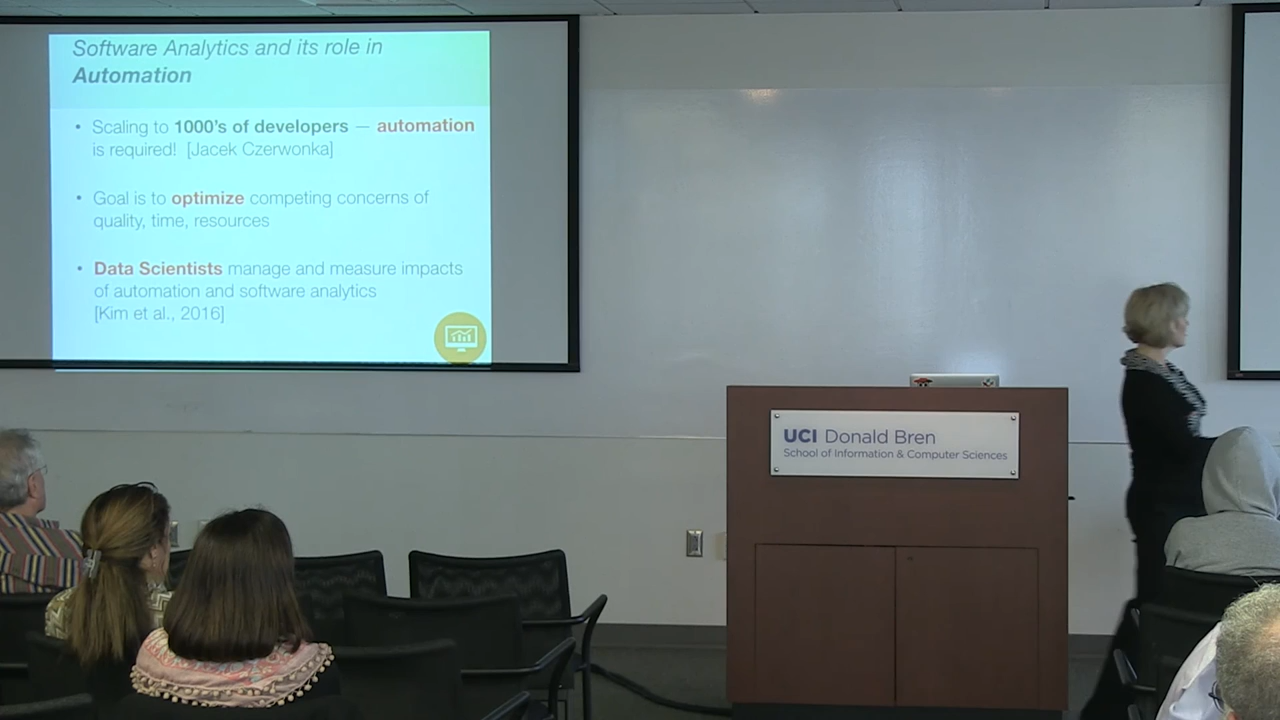 Software Analytics and its role in
Automation
• Scaling to 1000's of developers — automation
is required! [Jacek Czerwonka]
• Goal is to optimize competing concerns of
quality, time, resources
• Data Scientists manage and measure impacts
of automation and software analytics
[Kim et al., 2016]
UCI Donald Bren
School of Information & Computer Sciences